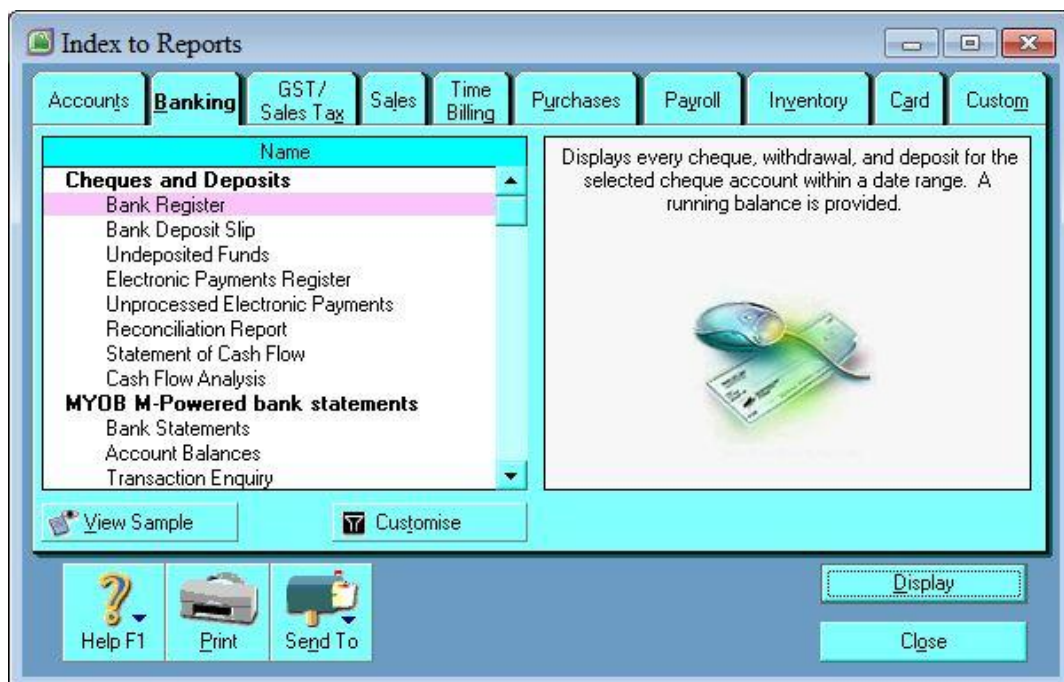 Index to Reports
Accounts
Banking
GST/
Sales Tax
Sales
Time
Billing
Purchases
Payroll
Inventory
Card
Custom
Name
Cheques and Deposits
Bank Register
Bank Deposit Slip
Undeposited Funds
Electronic Payments Register
Unprocessed Electronic Payments
Reconciliation Report
Statement of Cash Flow
Cash Flow Analysis
MYOB M-Powered bank statements
Bank Statements
Account Balances
Transaction Enquiry
Displays every cheque, withdrawal, and deposit for the
selected cheque account within a date range. A
running balance is provided.
View Sample
Customise
Help F1
Print
Send To
Display
Close